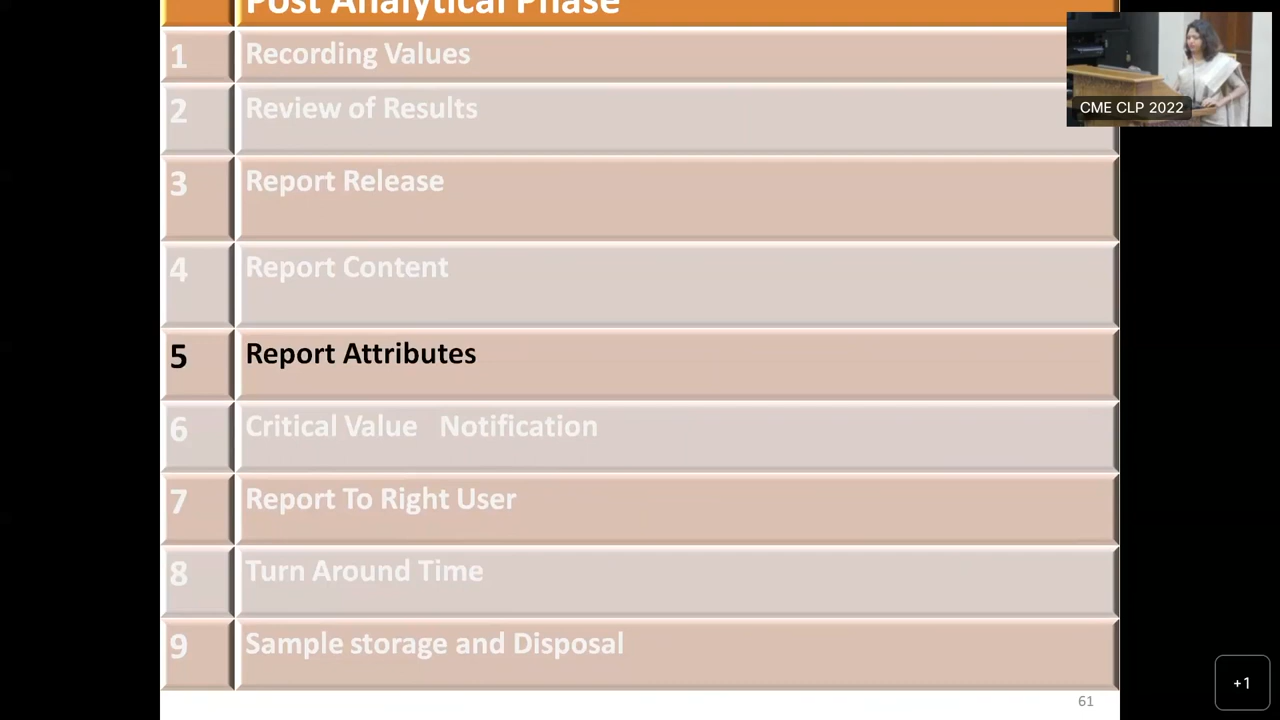 Post Analytical Phase
1 Recording Values
2 Review of Results
3 Report Release
4 Report Content
5 Report Attributes
6 Critical Value Notification
7 Report To Right User
8 Turn Around Time
9 Sample storage and Disposal
61
CME CLP 2022
+1